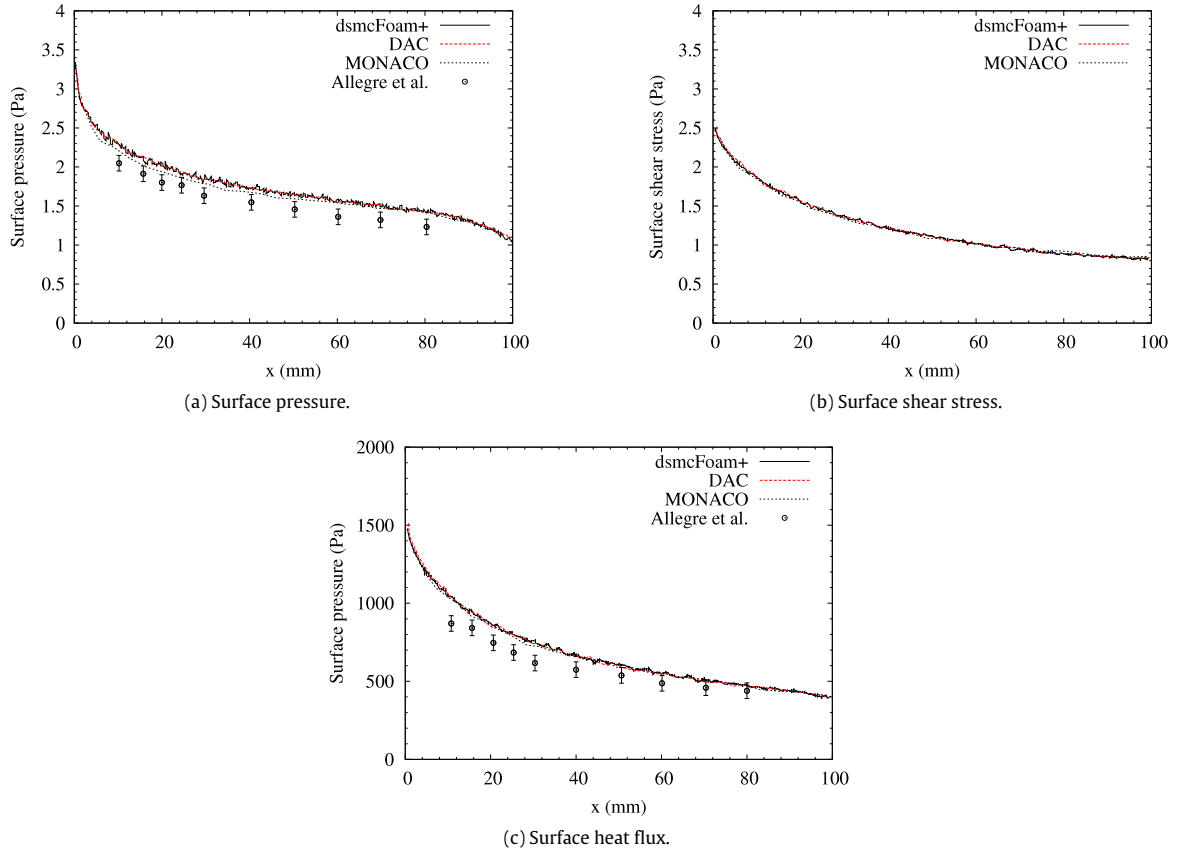 dsmcFoam+
DAC
MONACO
Allegre et al.
Surface pressure (Pa)
4
3.5
3
2.5
2
1.5
1
0.5
0
0 20 40 60 80 100
x (mm)
(a) Surface pressure.
dsmcFoam+
DAC
MONACO
Surface shear stress (Pa)
4
3.5
3
2.5
2
1.5
1
0.5
0
0 20 40 60 80 100
x (mm)
(b) Surface shear stress.
dsmcFoam+
DAC
MONACO
Allegre et al.
Surface pressure (Pa)
2000
1500
1000
500
0
0 20 40 60 80 100
x (mm)
(c) Surface heat flux.